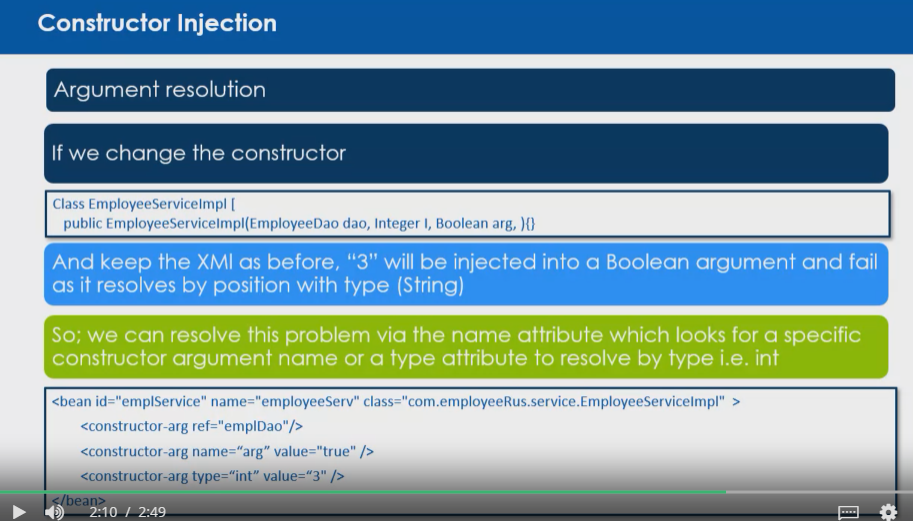 Constructor Injection
Argument resolution
If we change the constructor
Class EmployeeServiceImpl [
public EmployeeServiceImpl(EmployeeDao dao, Integer I, Boolean arg, ){}
And keep the XMl as before, “3” will be injected into a Boolean argument and fail
as it resolves by position with type (String)
So; we can resolve this problem via the name attribute which looks for a specific
constructor argument name or a type attribute to resolve by type i.e. int
<bean id="emplService" name="employeeServ" class="com.employeeRus.service.EmployeeServiceImpl" >
<constructor-arg ref="emplDao"/>
<constructor-arg name=“arg” value="true" />
<constructor-arg type=“int” value=“3" />
</bean>
2:10 / 2:49